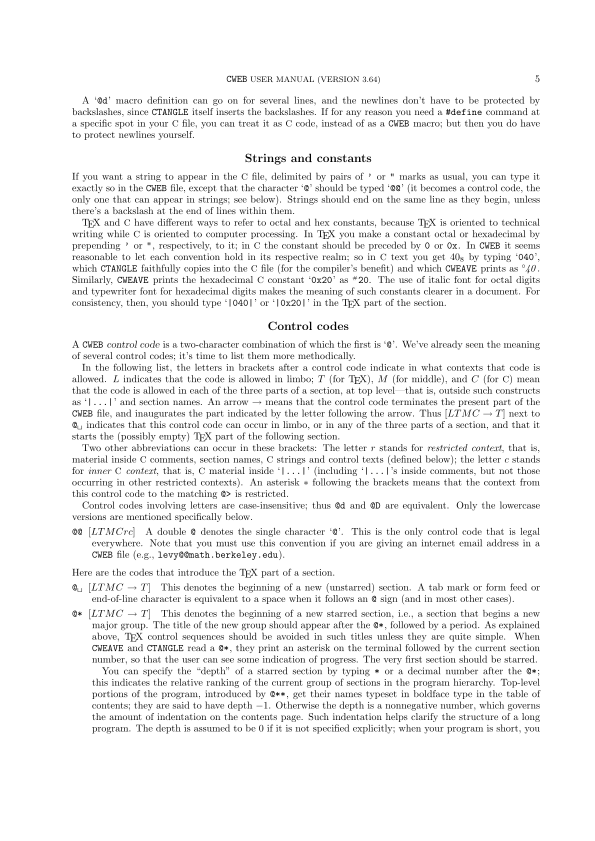 CWEB USER MANUAL (VERSION 3.64) 5
A ‘@d’ macro definition can go on for several lines, and the newlines don’t have to be protected by
backslashes, since CTANGLE itself inserts the backslashes. If for any reason you need a #define command at
a specific spot in your C file, you can treat it as C code, instead of as a CWEB macro; but then you do have
to protect newlines yourself.
Strings and constants
If you want a string to appear in the C file, delimited by pairs of ' or " marks as usual, you can type it
exactly so in the CWEB file, except that the character ‘@’ should be typed ‘@@’ (it becomes a control code, the
only one that can appear in strings; see below). Strings should end on the same line as they begin, unless
there’s a backslash at the end of lines within them.
TEX and C have different ways to refer to octal and hex constants, because TEX is oriented to technical
writing while C is oriented to computer processing. In TEX you make a constant octal or hexadecimal by
prepending ' or ", respectively, to it; in C the constant should be preceded by 0 or 0x. In CWEB it seems
reasonable to let each convention hold in its respective realm; so in C text you get 40₈ by typing ‘040’,
which CTANGLE faithfully copies into the C file (for the compiler’s benefit) and which CWEAVE prints as °40.
Similarly, CWEAVE prints the hexadecimal C constant ‘0x20’ as "20. The use of italic font for octal digits
and typewriter font for hexadecimal digits makes the meaning of such constants clearer in a document. For
consistency, then, you should type ‘|040|’ or ‘|0x20|’ in the TEX part of the section.
Control codes
A CWEB control code is a two-character combination of which the first is ‘@’. We’ve already seen the meaning
of several control codes; it’s time to list them more methodically.
In the following list, the letters in brackets after a control code indicate in what contexts that code is
allowed. L indicates that the code is allowed in limbo; T (for TEX), M (for middle), and C (for C) mean
that the code is allowed in each of the three parts of a section, at top level—that is, outside such constructs
as ‘|...|’ and section names. An arrow → means that the control code terminates the present part of the
CWEB file, and inaugurates the part indicated by the letter following the arrow. Thus [LTMC → T] next to
@␣ indicates that this control code can occur in limbo, or in any of the three parts of a section, and that it
starts the (possibly empty) TEX part of the following section.
Two other abbreviations can occur in these brackets: The letter r stands for restricted context, that is,
material inside C comments, section names, C strings and control texts (defined below); the letter c stands
for inner C context, that is, C material inside ‘|...|’ (including ‘|...|’s inside comments, but not those
occurring in other restricted contexts). An asterisk * following the brackets means that the context from
this control code to the matching @> is restricted.
Control codes involving letters are case-insensitive; thus @d and @D are equivalent. Only the lowercase
versions are mentioned specifically below.
@@ [LTMCrc] A double @ denotes the single character ‘@’. This is the only control code that is legal
everywhere. Note that you must use this convention if you are giving an internet email address in a
CWEB file (e.g., levy@@math.berkeley.edu).
Here are the codes that introduce the TEX part of a section.
@␣ [LTMC → T] This denotes the beginning of a new (unstarred) section. A tab mark or form feed or
end-of-line character is equivalent to a space when it follows an @ sign (and in most other cases).
@* [LTMC → T] This denotes the beginning of a new starred section, i.e., a section that begins a new
major group. The title of the new group should appear after the @*, followed by a period. As explained
above, TEX control sequences should be avoided in such titles unless they are quite simple. When
CWEAVE and CTANGLE read a @*, they print an asterisk on the terminal followed by the current section
number, so that the user can see some indication of progress. The very first section should be starred.
You can specify the “depth” of a starred section by typing * or a decimal number after the @*;
this indicates the relative ranking of the current group of sections in the program hierarchy. Top-level
portions of the program, introduced by @**, get their names typeset in boldface type in the table of
contents; they are said to have depth −1. Otherwise the depth is a nonnegative number, which governs
the amount of indentation on the contents page. Such indentation helps clarify the structure of a long
program. The depth is assumed to be 0 if it is not specified explicitly; when your program is short, you